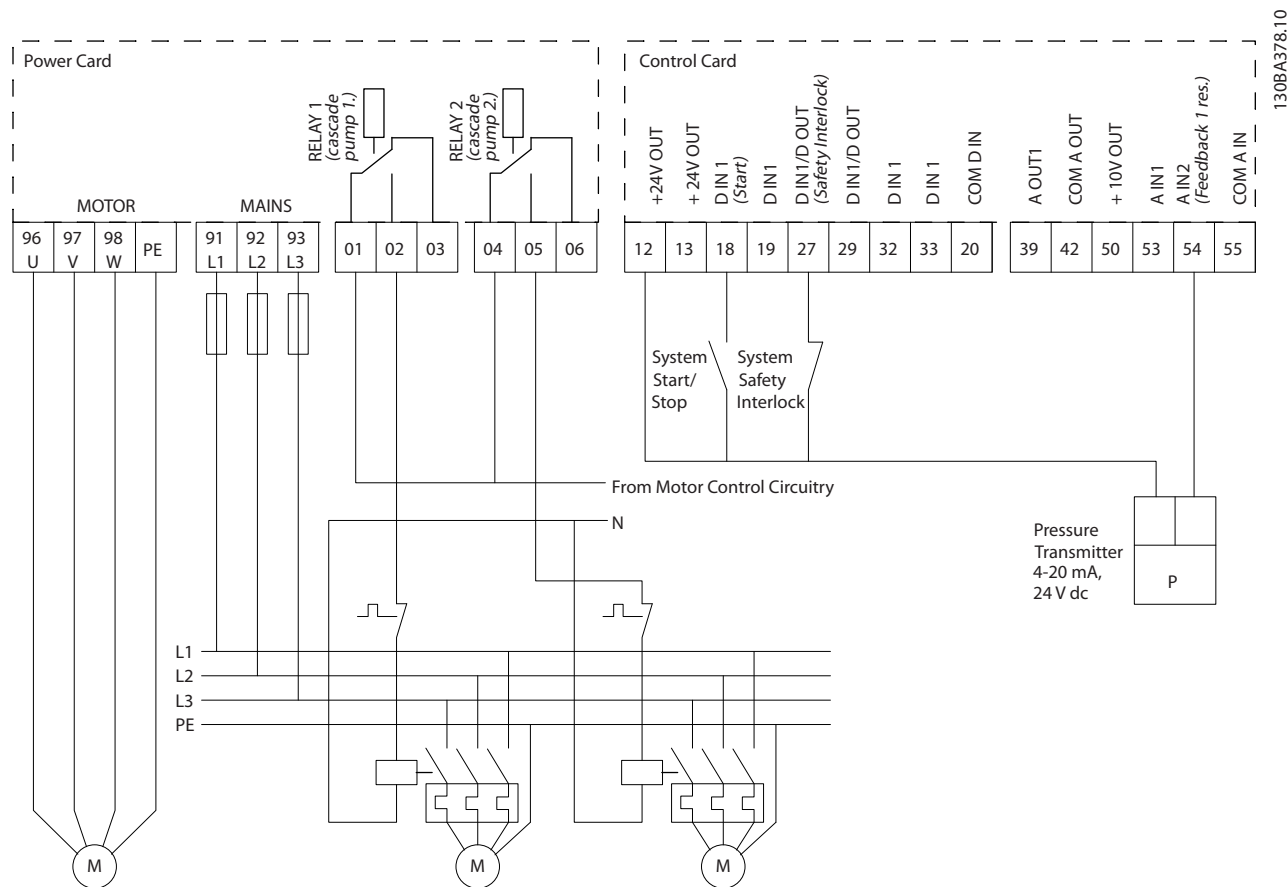 130BA378.10
Power Card
Control Card
RELAY 1
(cascade
pump 1.)
RELAY 2
(cascade
pump 2.)
+24V OUT
+ 24V OUT
D IN 1
(Start)
D IN1
D IN1/D OUT
(Safety Interlock)
D IN1/D OUT
D IN1
D IN1
COM D IN
A OUT1
COM A OUT
+ 10V OUT
A IN1
A IN2
(Feedback 1 res.)
COM A IN
MOTOR
MAINS
96 97 98 PE
U V W
91 92 93
L1 L2 L3
01 02 03
04 05 06
12 13 18 19 27 29 32 33 20
39 42 50 53 54 55
System
Start/
Stop
System
Safety
Interlock
From Motor Control Circuitry
N
Pressure
Transmitter
4-20 mA,
24 V dc
P
L1
L2
L3
PE
M
M
M